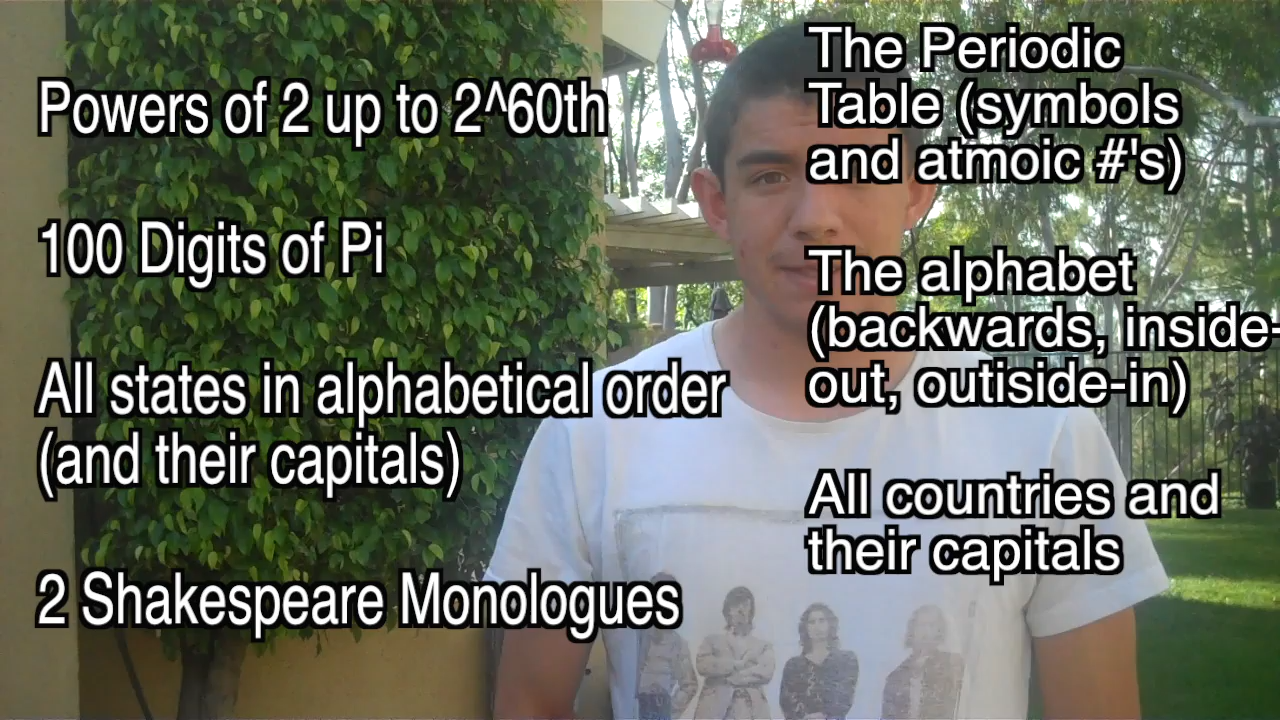 Powers of 2 up to 2^60th
100 Digits of Pi
All states in alphabetical order
(and their capitals)
2 Shakespeare Monologues
The Periodic
Table (symbols
and atmoic #'s)
The alphabet
(backwards, inside-
out, outiside-in)
All countries and
their capitals